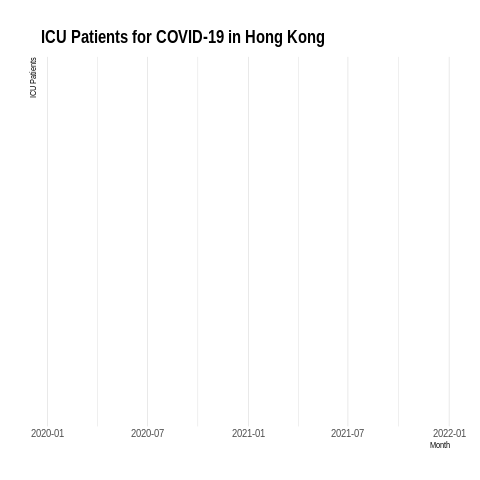 ICU Patients for COVID-19 in Hong Kong
ICU Patients
2020-01 2020-07 2021-01 2021-07 2022-01
Month